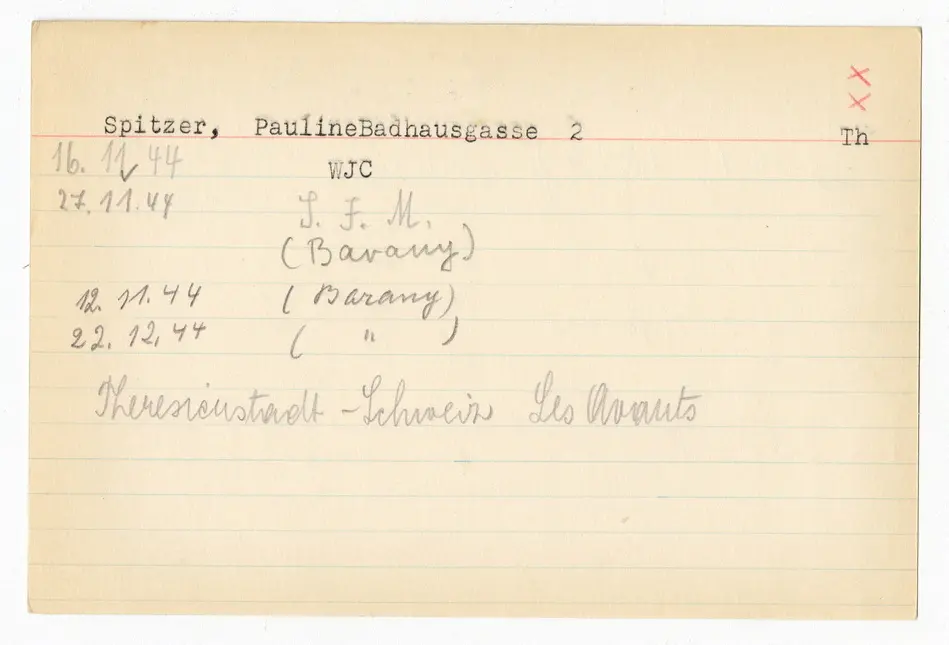 XX
Spitzer, PaulineBadhausgasse 2 Th
16. 11 44 WJC
27. 11. 44 I. F. M.
(Barany)
12. 11. 44 (Barany)
22. 12. 44 ( " )
Theresienstadt - Schweiz Les Avants